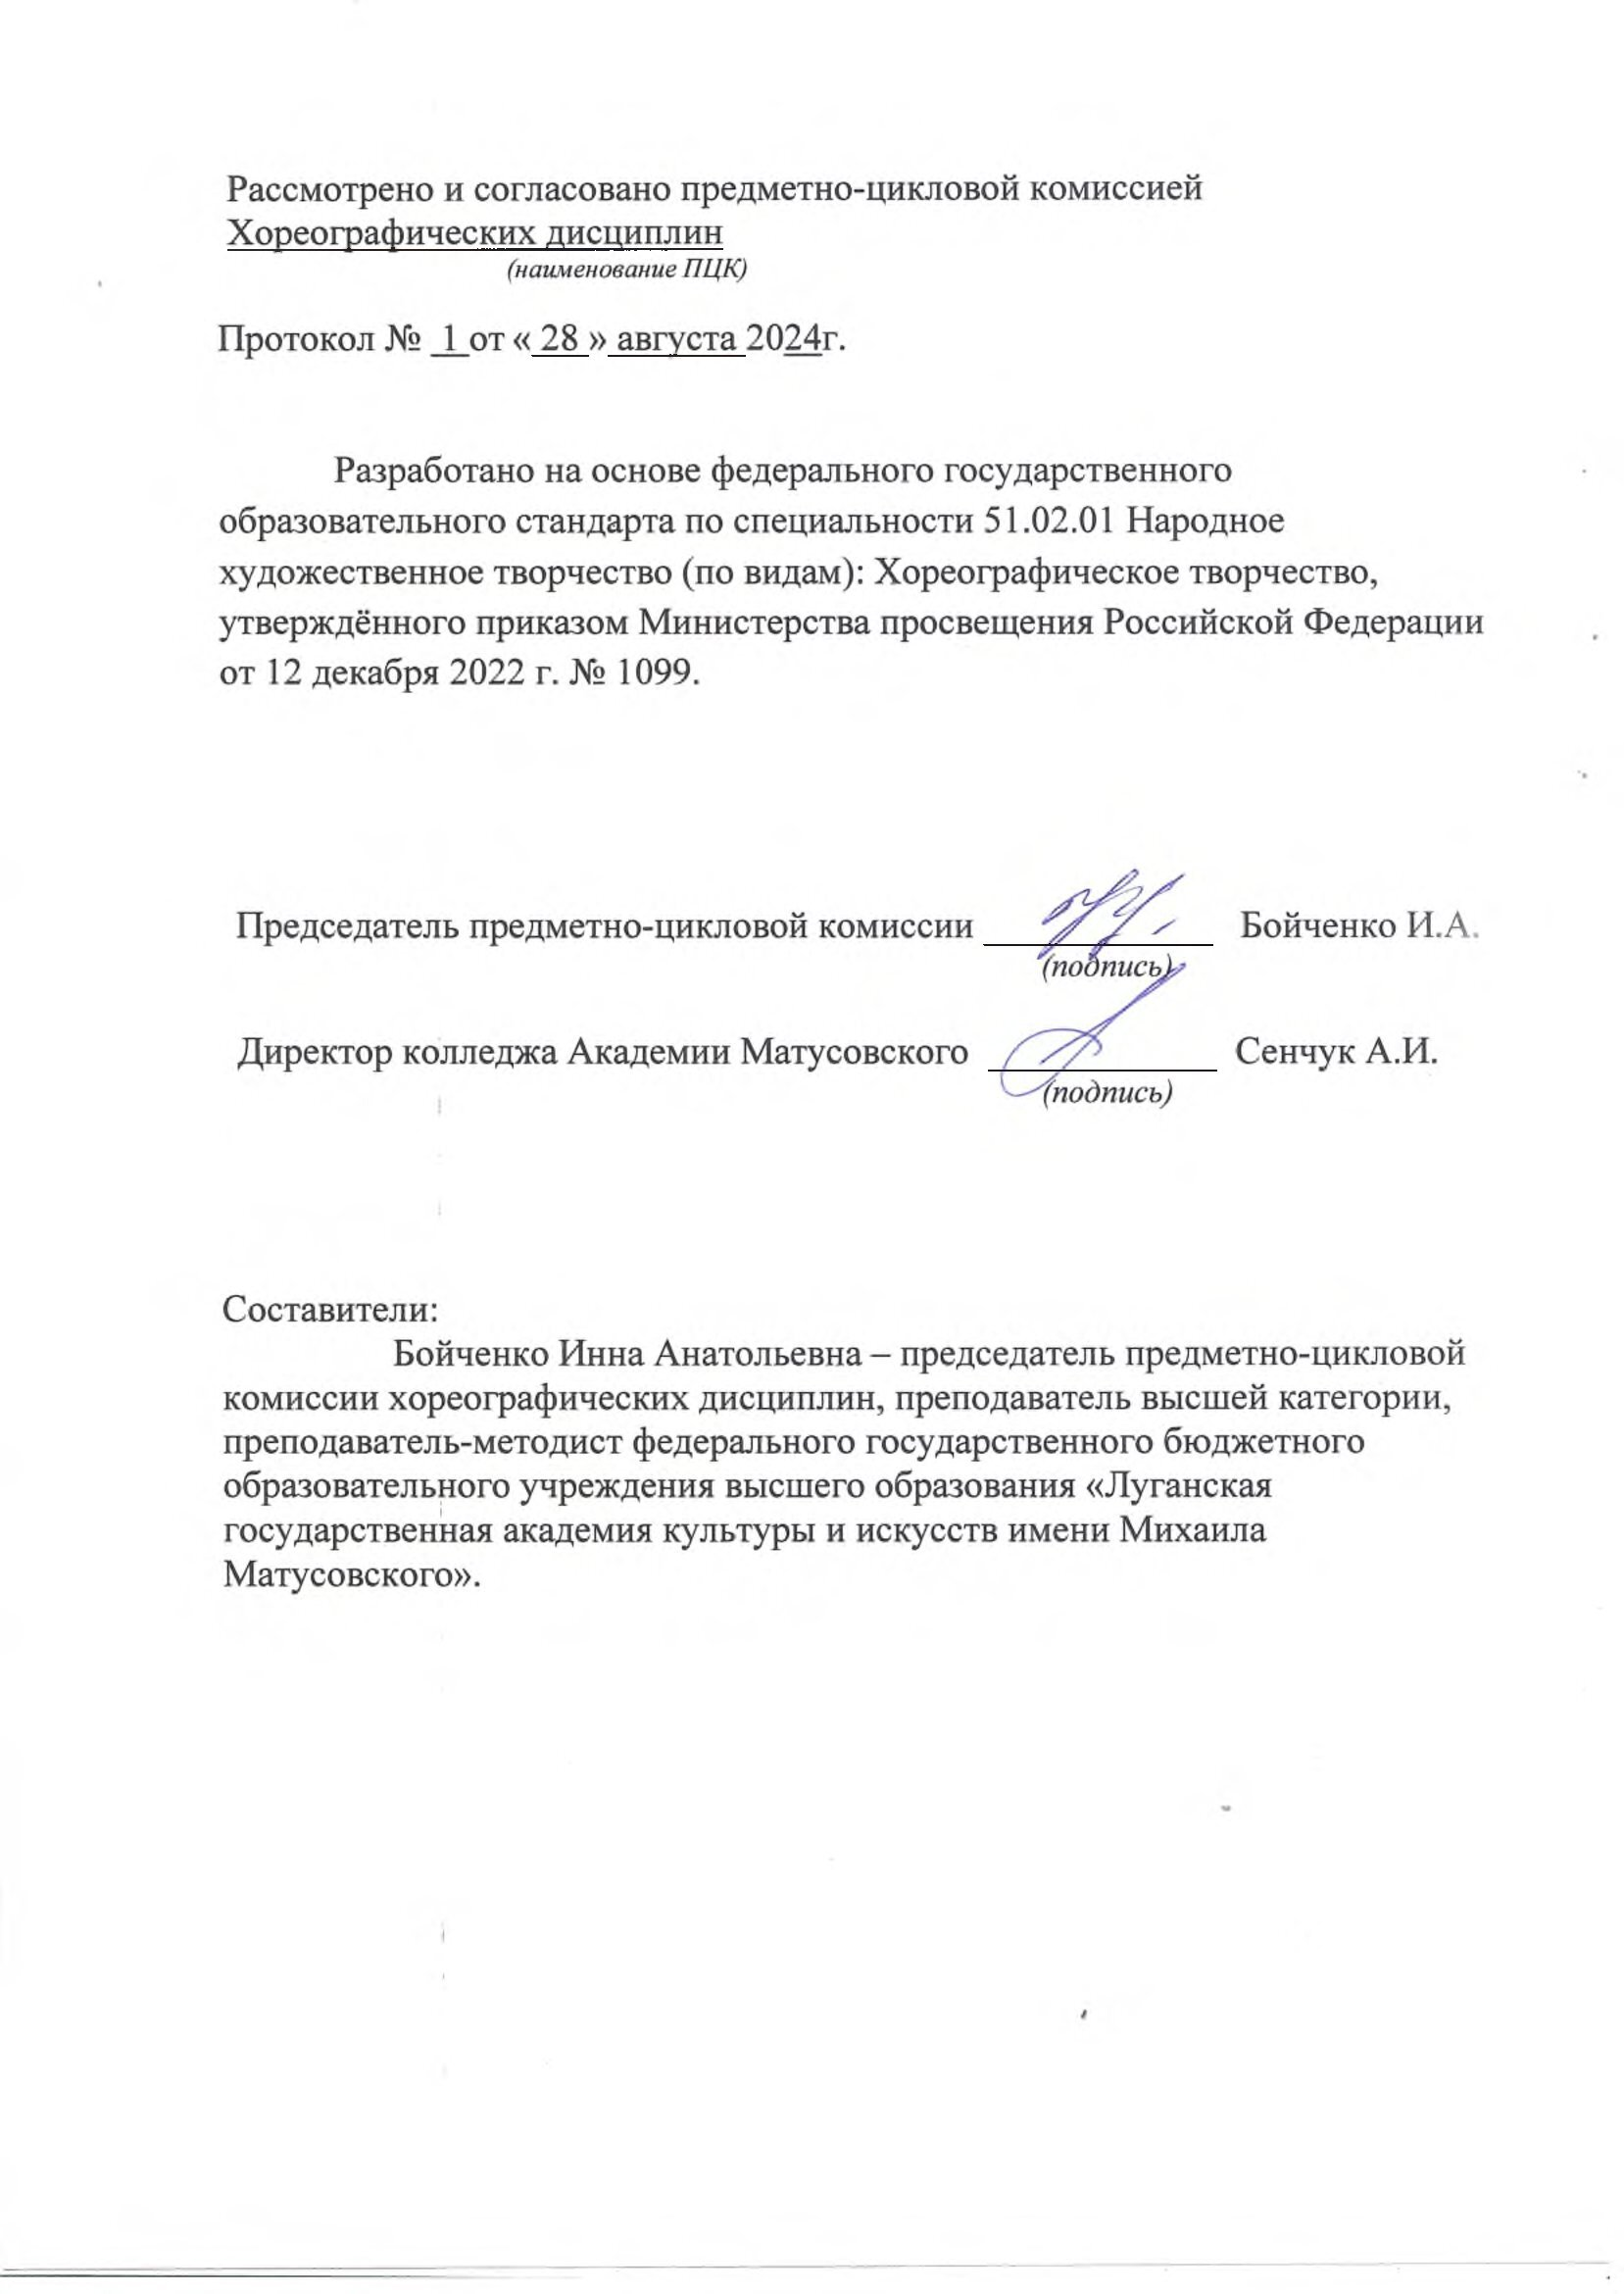 Рассмотрено и согласовано предметно-цикловой комиссией
Хореографических дисциплин
(наименование ПЦК)
Протокол № 1 от « 28 » августа 2024г.
Разработано на основе федерального государственного
образовательного стандарта по специальности 51.02.01 Народное
художественное творчество (по видам): Хореографическое творчество,
утверждённого приказом Министерства просвещения Российской Федерации
от 12 декабря 2022 г. № 1099.
Председатель предметно-цикловой комиссии Бойченко И.А.
(подпись)
Директор колледжа Академии Матусовского Сенчук А.И.
(подпись)
Составители:
Бойченко Инна Анатольевна – председатель предметно-цикловой
комиссии хореографических дисциплин, преподаватель высшей категории,
преподаватель-методист федерального государственного бюджетного
образовательного учреждения высшего образования «Луганская
государственная академия культуры и искусств имени Михаила
Матусовского».